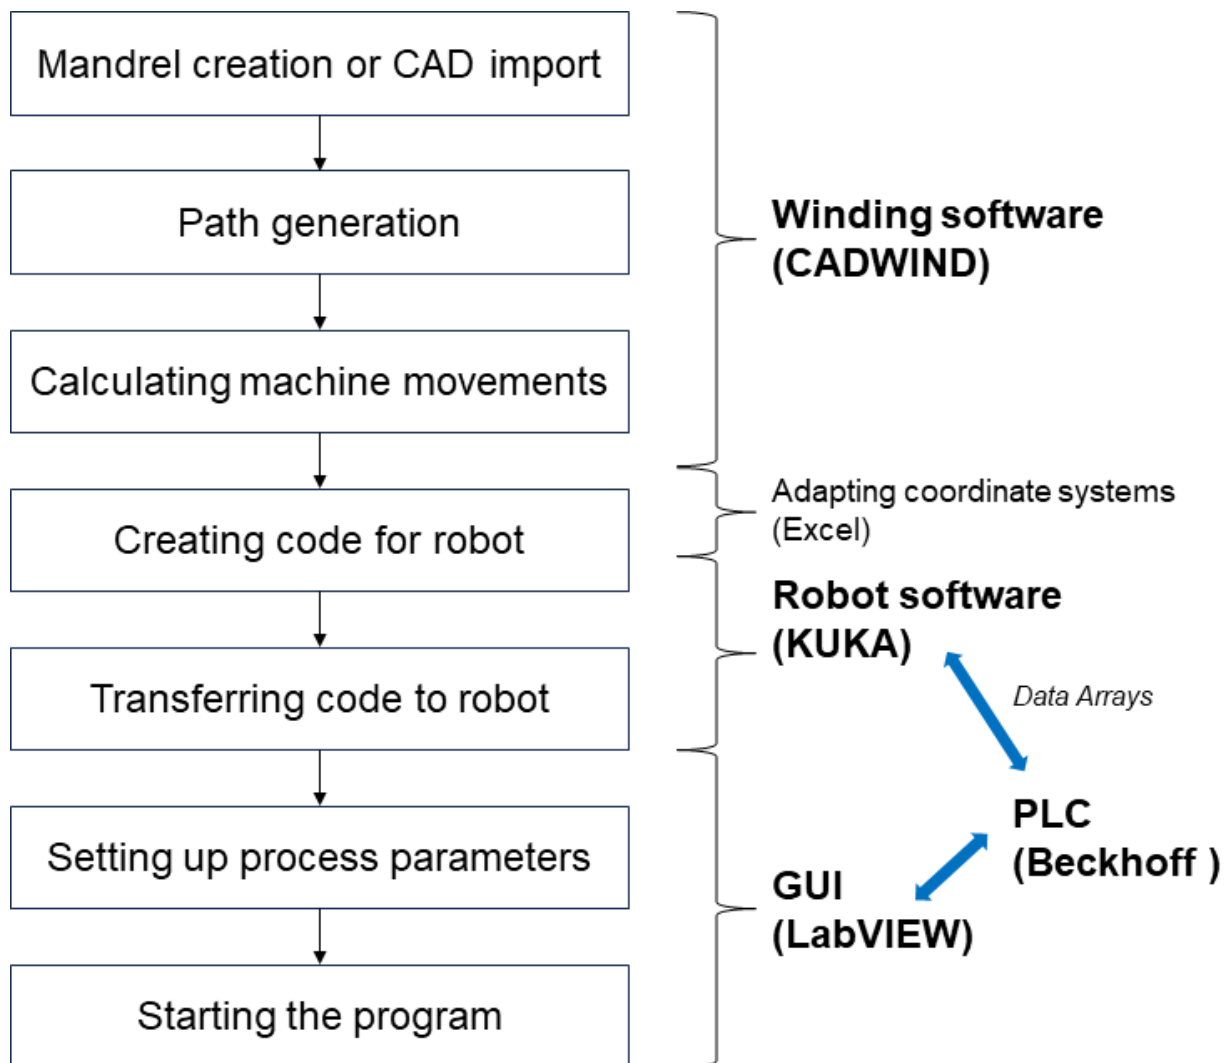 Mandrel creation or CAD import
Path generation
Calculating machine movements
Creating code for robot
Transferring code to robot
Setting up process parameters
Starting the program
Winding software
(CADWIND)
Adapting coordinate systems
(Excel)
Robot software
(KUKA)
Data Arrays
PLC
(Beckhoff )
GUI
(LabVIEW)